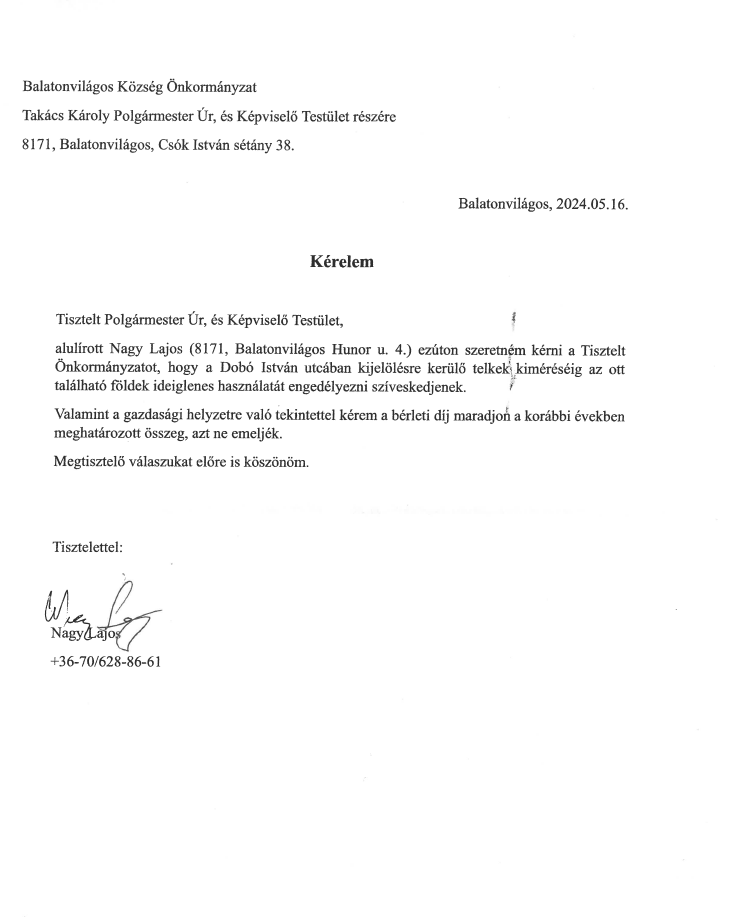 Balatonvilágos Község Önkormányzat
Takács Károly Polgármester Úr, és Képviselő Testület részére
8171, Balatonvilágos, Csók István sétány 38.
Balatonvilágos, 2024.05.16.
Kérelem
Tisztelt Polgármester Úr, és Képviselő Testület,
alulírott Nagy Lajos (8171, Balatonvilágos Hunor u. 4.) ezúton szeretném kérni a Tisztelt
Önkormányzatot, hogy a Dobó István utcában kijelölésre kerülő telkek kiméréséig az ott
található földek ideiglenes használatát engedélyezni szíveskedjenek.
Valamint a gazdasági helyzetre való tekintettel kérem a bérleti díj maradjon a korábbi években
meghatározott összeg, azt ne emeljék.
Megtisztelő válaszukat előre is köszönöm.
Tisztelettel:
Nagy Lajos
+36-70/628-86-61